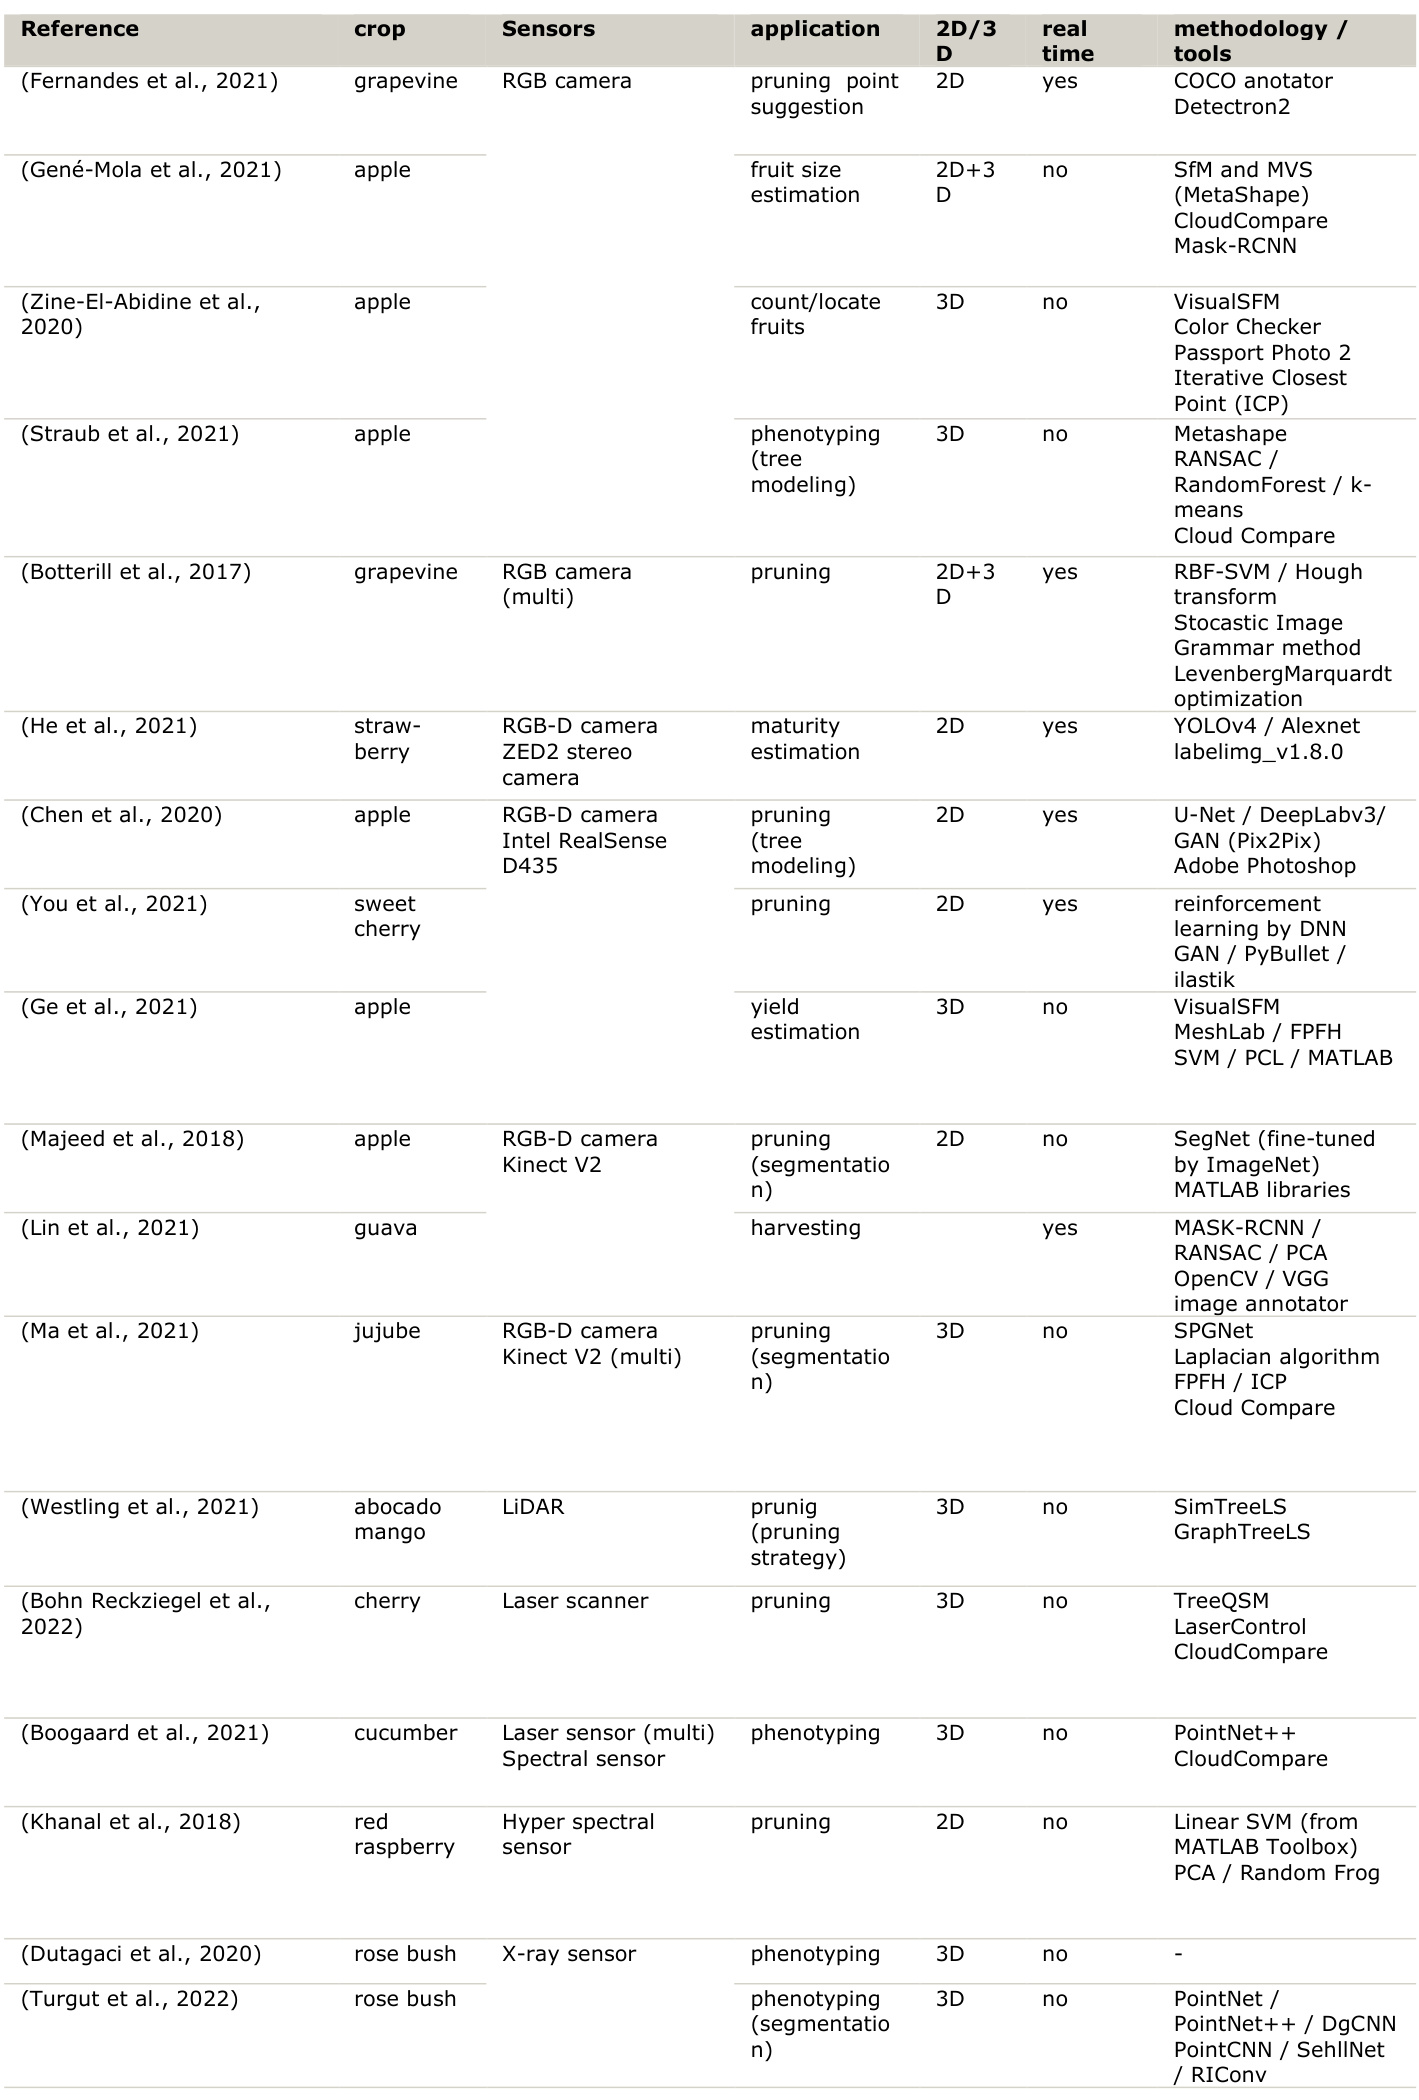 Reference crop Sensors application 2D/3 real methodology /
D time tools
(Fernandes et al., 2021) grapevine RGB camera pruning point 2D yes COCO anotator
suggestion Detectron2
(Gené-Mola et al., 2021) apple fruit size 2D+3 no SfM and MVS
estimation D (MetaShape)
CloudCompare
Mask-RCNN
(Zine-El-Abidine et al., apple count/locate 3D no VisualSFM
2020) fruits Color Checker
Passport Photo 2
Iterative Closest
Point (ICP)
(Straub et al., 2021) apple phenotyping 3D no Metashape
(tree RANSAC /
modeling) RandomForest / k-
means
Cloud Compare
(Botterill et al., 2017) grapevine RGB camera pruning 2D+3 yes RBF-SVM / Hough
(multi) D transform
Stocastic Image
Grammar method
LevenbergMarquardt
optimization
(He et al., 2021) straw- RGB-D camera maturity 2D yes YOLOv4 / Alexnet
berry ZED2 stereo estimation labelimg_v1.8.0
camera
(Chen et al., 2020) apple RGB-D camera pruning 2D yes U-Net / DeepLabv3/
Intel RealSense (tree GAN (Pix2Pix)
D435 modeling) Adobe Photoshop
(You et al., 2021) sweet pruning 2D yes reinforcement
cherry learning by DNN
GAN / PyBullet /
ilastik
(Ge et al., 2021) apple yield 3D no VisualSFM
estimation MeshLab / FPFH
SVM / PCL / MATLAB
(Majeed et al., 2018) apple RGB-D camera pruning 2D no SegNet (fine-tuned
Kinect V2 (segmentatio by ImageNet)
n) MATLAB libraries
(Lin et al., 2021) guava harvesting yes MASK-RCNN /
RANSAC / PCA
OpenCV / VGG
image annotator
(Ma et al., 2021) jujube RGB-D camera pruning 3D no SPGNet
Kinect V2 (multi) (segmentatio Laplacian algorithm
n) FPFH / ICP
Cloud Compare
(Westling et al., 2021) abocado LiDAR prunig 3D no SimTreeLS
mango (pruning GraphTreeLS
strategy)
(Bohn Reckziegel et al., cherry Laser scanner pruning 3D no TreeQSM
2022) LaserControl
CloudCompare
(Boogaard et al., 2021) cucumber Laser sensor (multi) phenotyping 3D no PointNet++
Spectral sensor CloudCompare
(Khanal et al., 2018) red Hyper spectral pruning 2D no Linear SVM (from
raspberry sensor MATLAB Toolbox)
PCA / Random Frog
(Dutagaci et al., 2020) rose bush X-ray sensor phenotyping 3D no -
(Turgut et al., 2022) rose bush phenotyping 3D no PointNet /
(segmentatio PointNet++ / DgCNN
n) PointCNN / SehllNet
/ RIConv